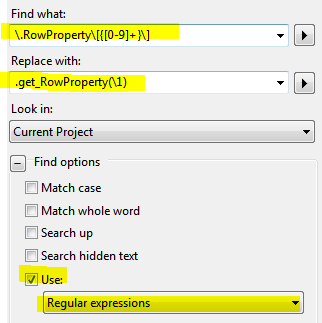 Find what:
\.RowProperty\[{[0-9]+}\]
Replace with:
.get_RowProperty(\1)
Look in:
Current Project
Find options
Match case
Match whole word
Search up
Search hidden text
Use:
Regular expressions